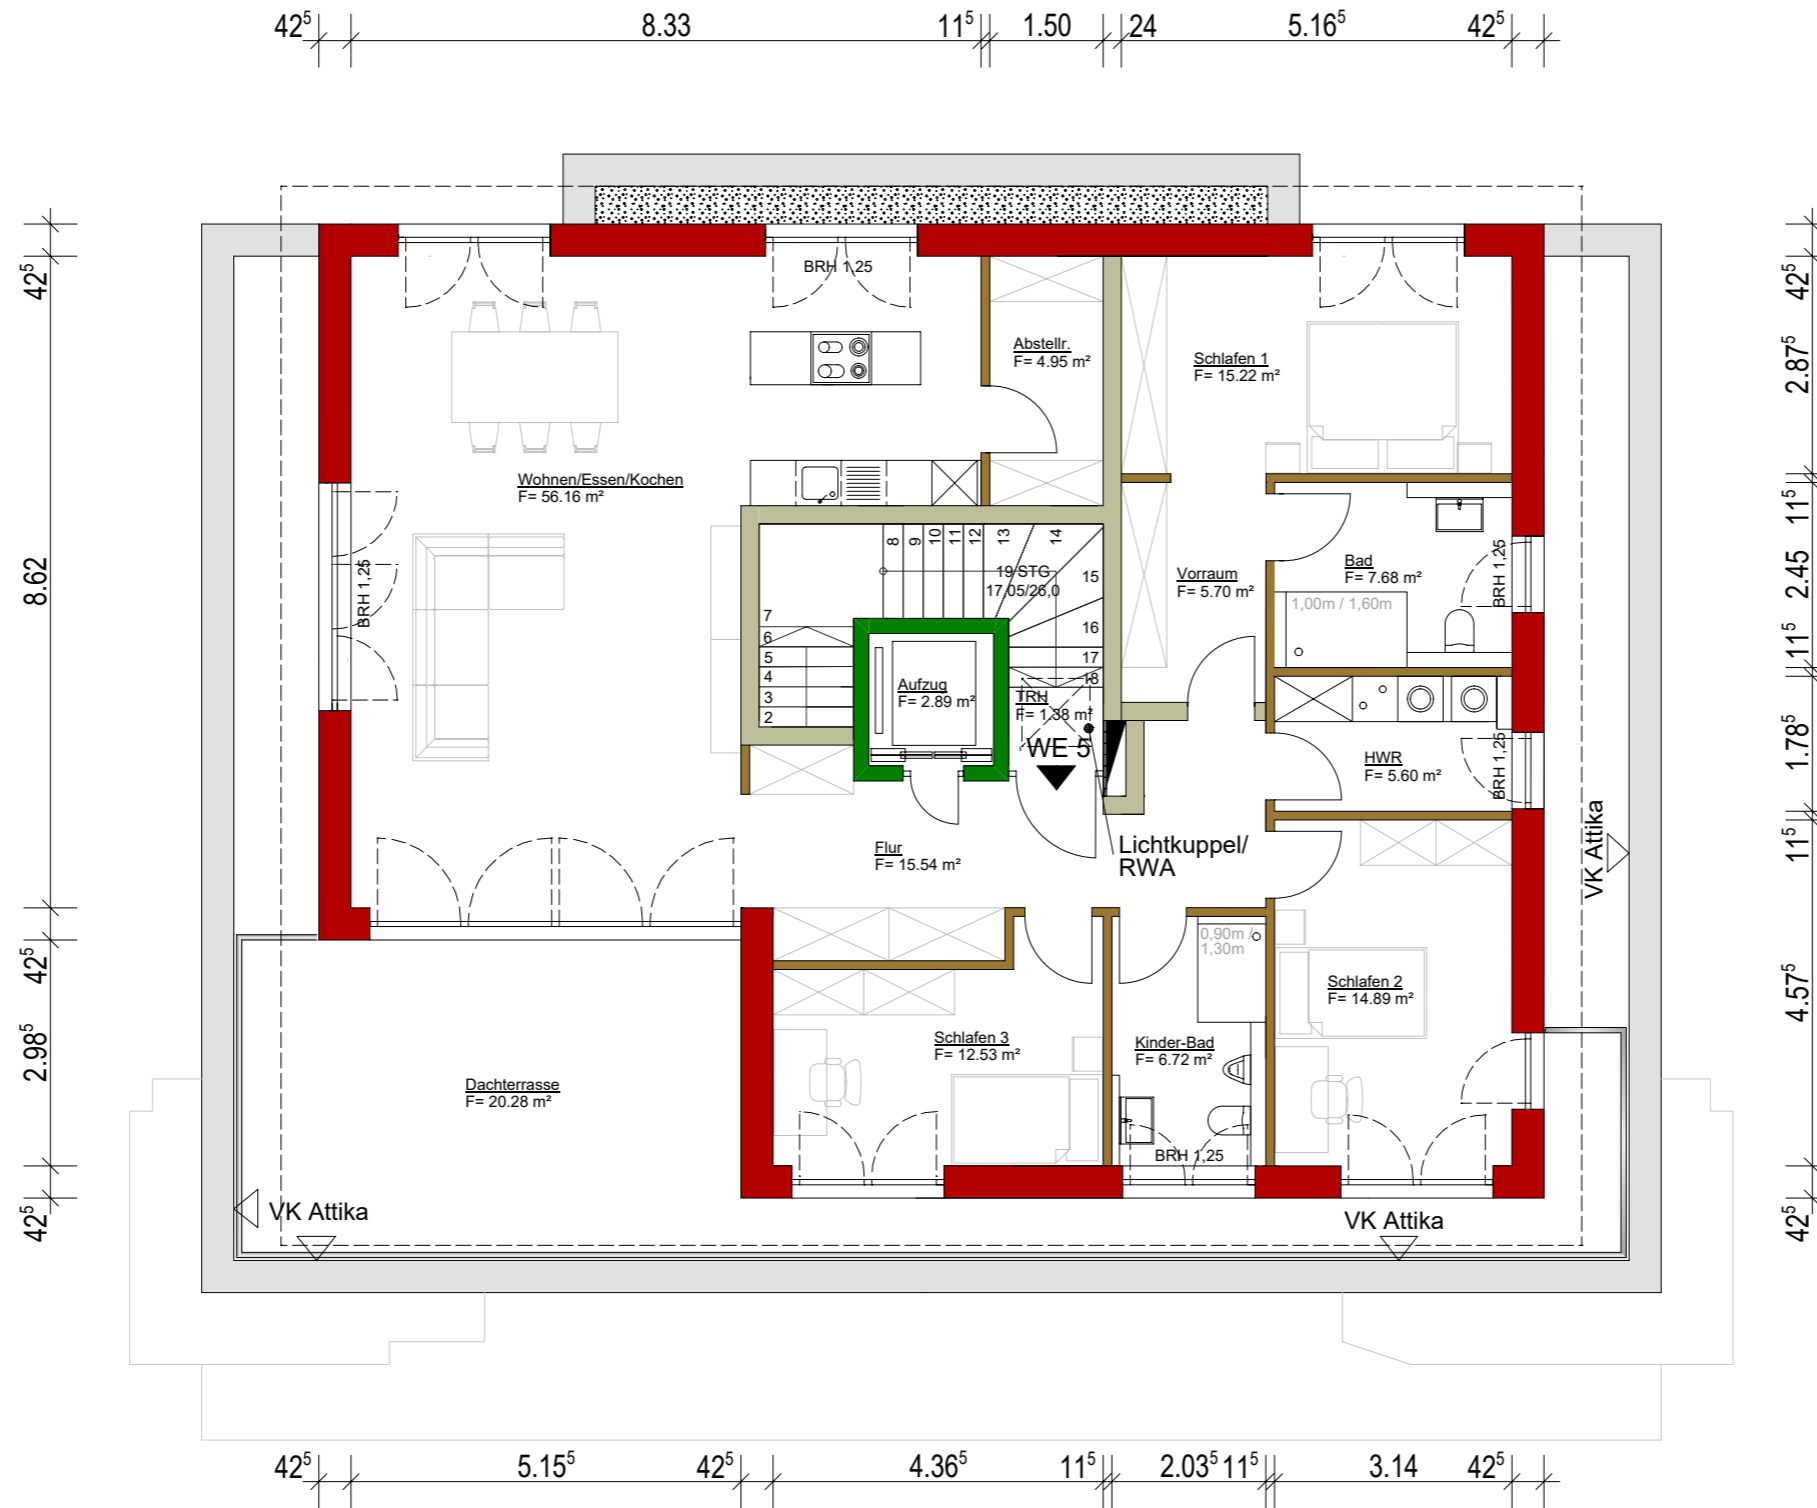 42⁵ 8.33 11⁵ 1.50 24 5.16⁵ 42⁵
42⁵
8.62
42⁵
2.98⁵
42⁵
BRH 1,25
Abstellr.
F= 4.95 m²
Schlafen 1
F= 15.22 m²
Wohnen/Essen/Kochen
F= 56.16 m²
BRH 1,25
8 9 10 11 12 13 14
15
16
17
18
19 STG
17,05/26,0
7
6
5
4
3
2
Vorraum
F= 5.70 m²
Bad
F= 7.68 m²
1,00m / 1,60m
BRH 1,25
Aufzug
F= 2.89 m²
TRH
F= 1.38 m²
WE 5
HWR
F= 5.60 m²
BRH 1,25
Flur
F= 15.54 m²
Lichtkuppel/
RWA
VK Attika
0,90m /
1,30m
Schlafen 2
F= 14.89 m²
Schlafen 3
F= 12.53 m²
Kinder-Bad
F= 6.72 m²
Dachterrasse
F= 20.28 m²
BRH 1,25
VK Attika
VK Attika
42⁵
2.87⁵
11⁵
2.45
11⁵
1.78⁵
11⁵
4.57⁵
42⁵
42⁵ 5.15⁵ 42⁵ 4.36⁵ 11⁵ 2.03⁵ 11⁵ 3.14 42⁵